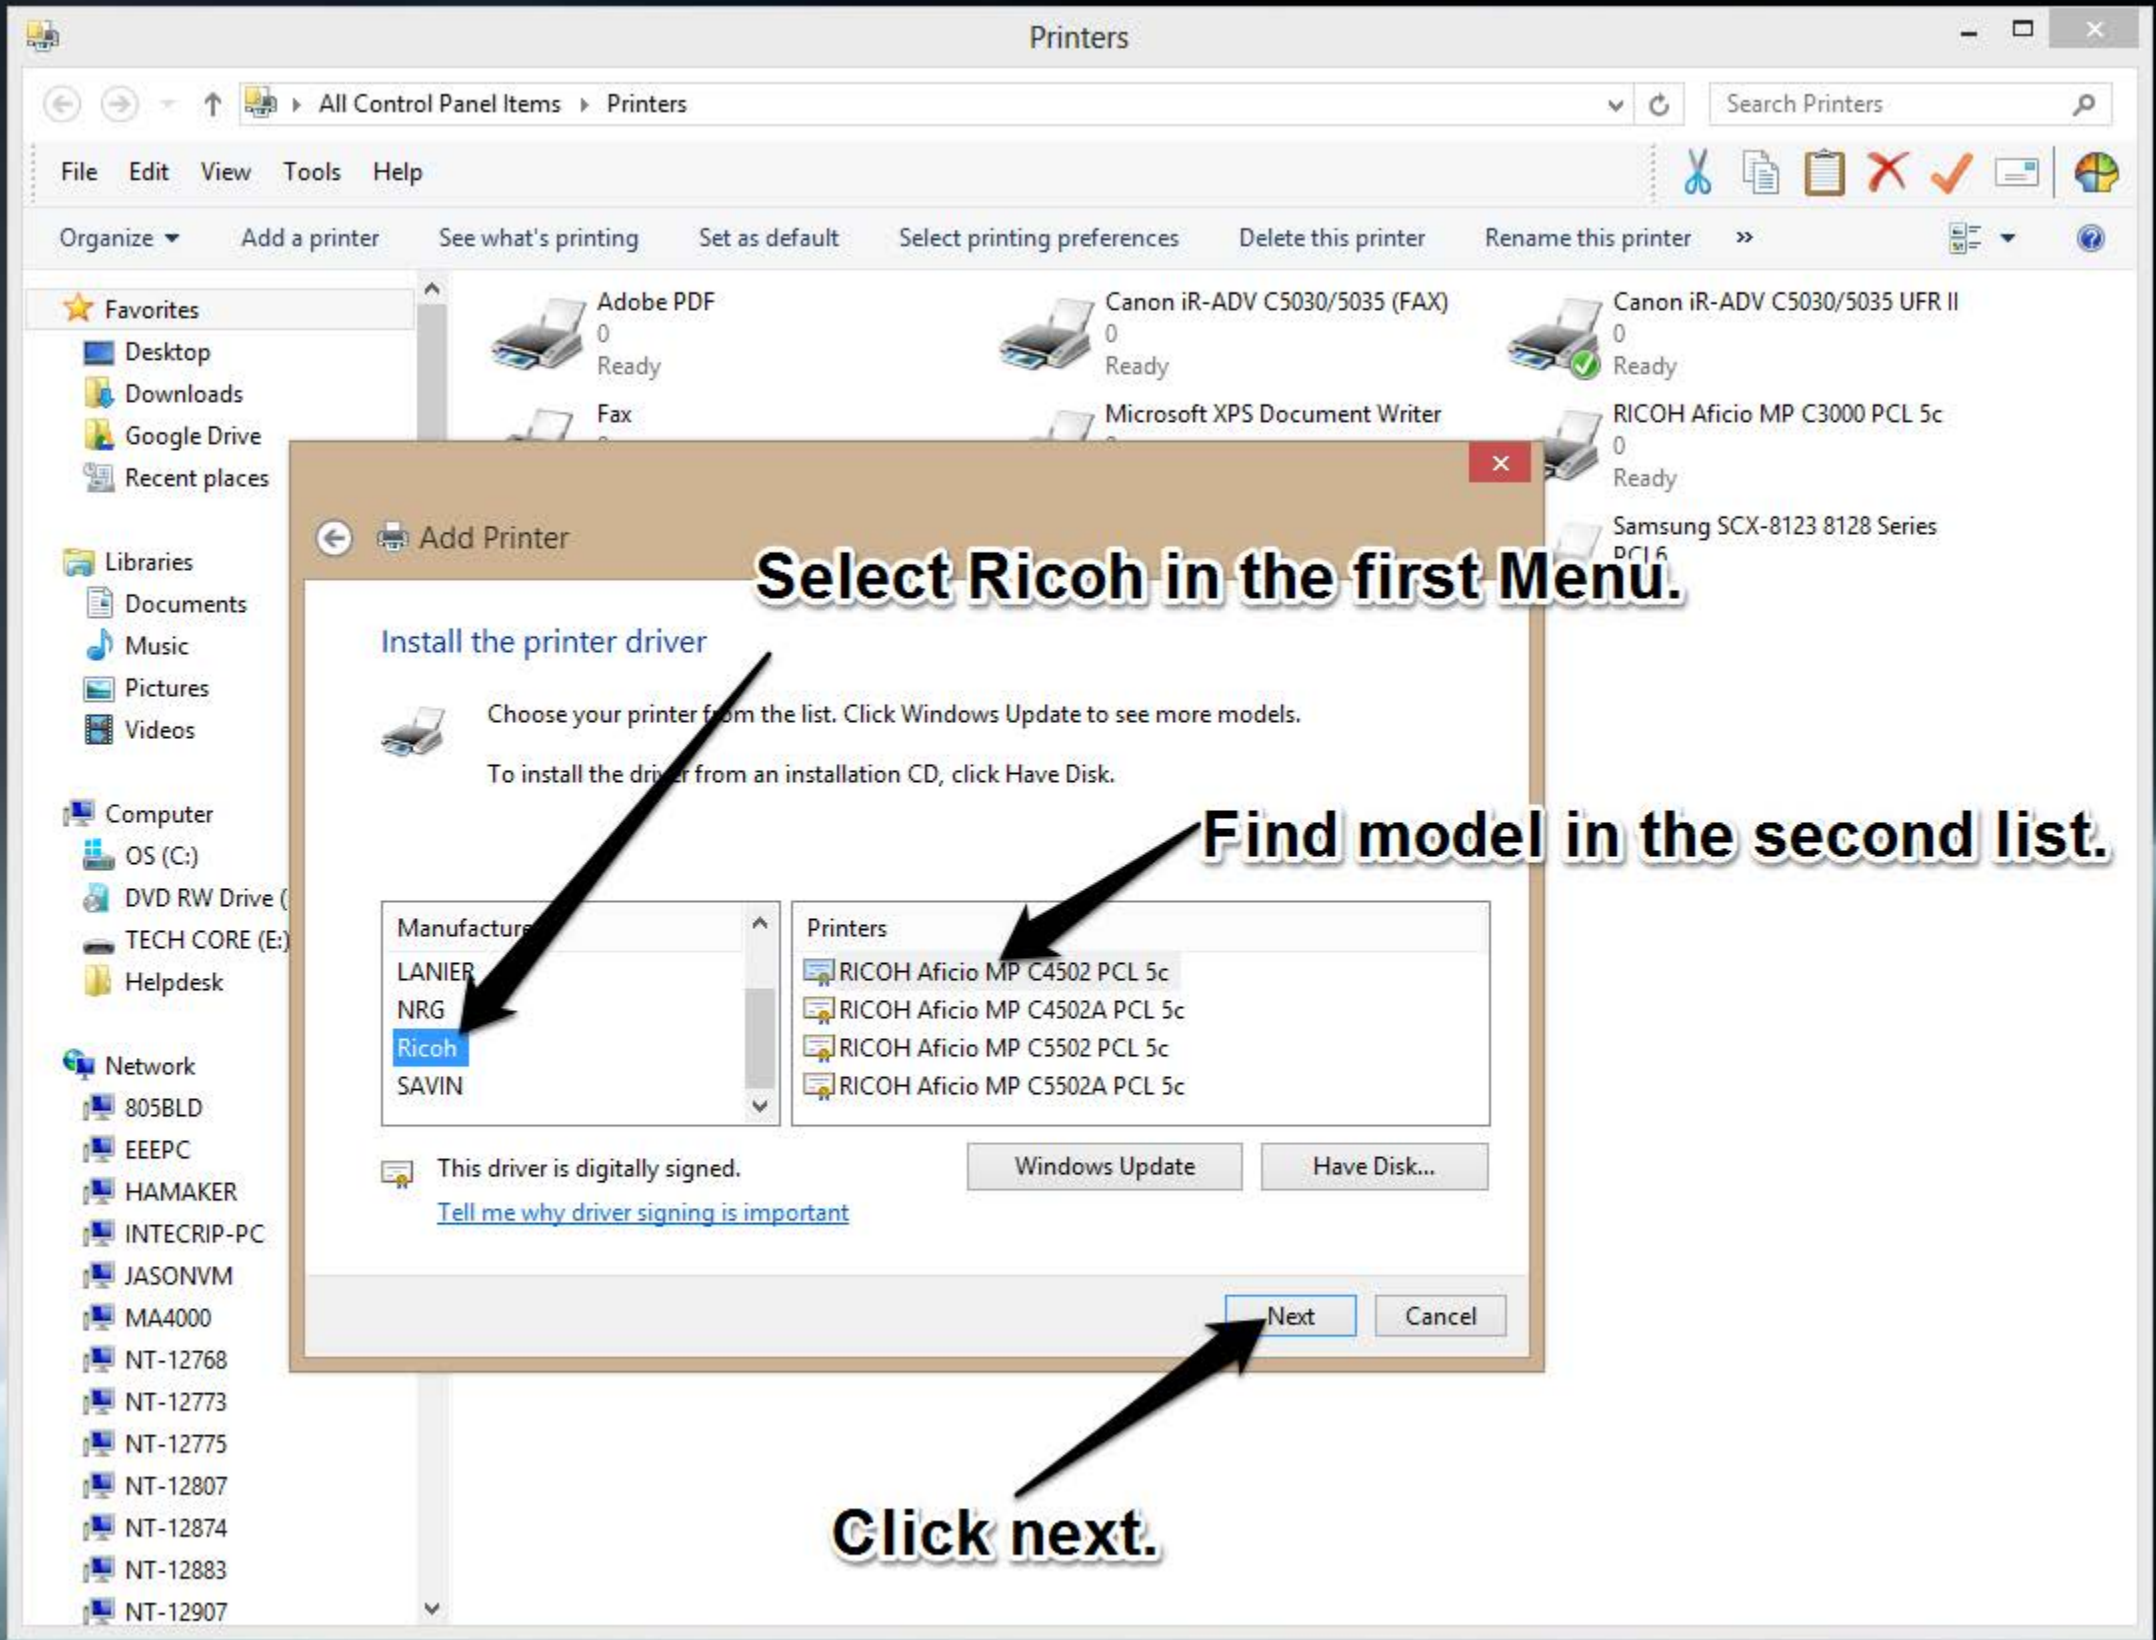 Printers
All Control Panel Items Printers
Search Printers
File Edit View Tools Help
Organize Add a printer See what's printing Set as default Select printing preferences Delete this printer Rename this printer »
Favorites
Desktop
Downloads
Google Drive
Recent places
Libraries
Documents
Music
Pictures
Videos
Computer
OS (C:)
DVD RW Drive (
TECH CORE (E:)
Helpdesk
Network
805BLD
EEEPC
HAMAKER
INTECRIP-PC
JASONVM
MA4000
NT-12768
NT-12773
NT-12775
NT-12807
NT-12874
NT-12883
NT-12907
Adobe PDF
0
Ready
Canon iR-ADV C5030/5035 (FAX)
0
Ready
Canon iR-ADV C5030/5035 UFR II
0
Ready
Fax
Microsoft XPS Document Writer
RICOH Aficio MP C3000 PCL 5c
0
Ready
Samsung SCX-8123 8128 Series
PCL6
Add Printer
Select Ricoh in the first Menu.
Install the printer driver
Choose your printer from the list. Click Windows Update to see more models.
To install the driver from an installation CD, click Have Disk.
Find model in the second list.
Manufacture
LANIER
NRG
Ricoh
SAVIN
Printers
RICOH Aficio MP C4502 PCL 5c
RICOH Aficio MP C4502A PCL 5c
RICOH Aficio MP C5502 PCL 5c
RICOH Aficio MP C5502A PCL 5c
This driver is digitally signed.
Tell me why driver signing is important
Windows Update Have Disk...
Next Cancel
Click next.